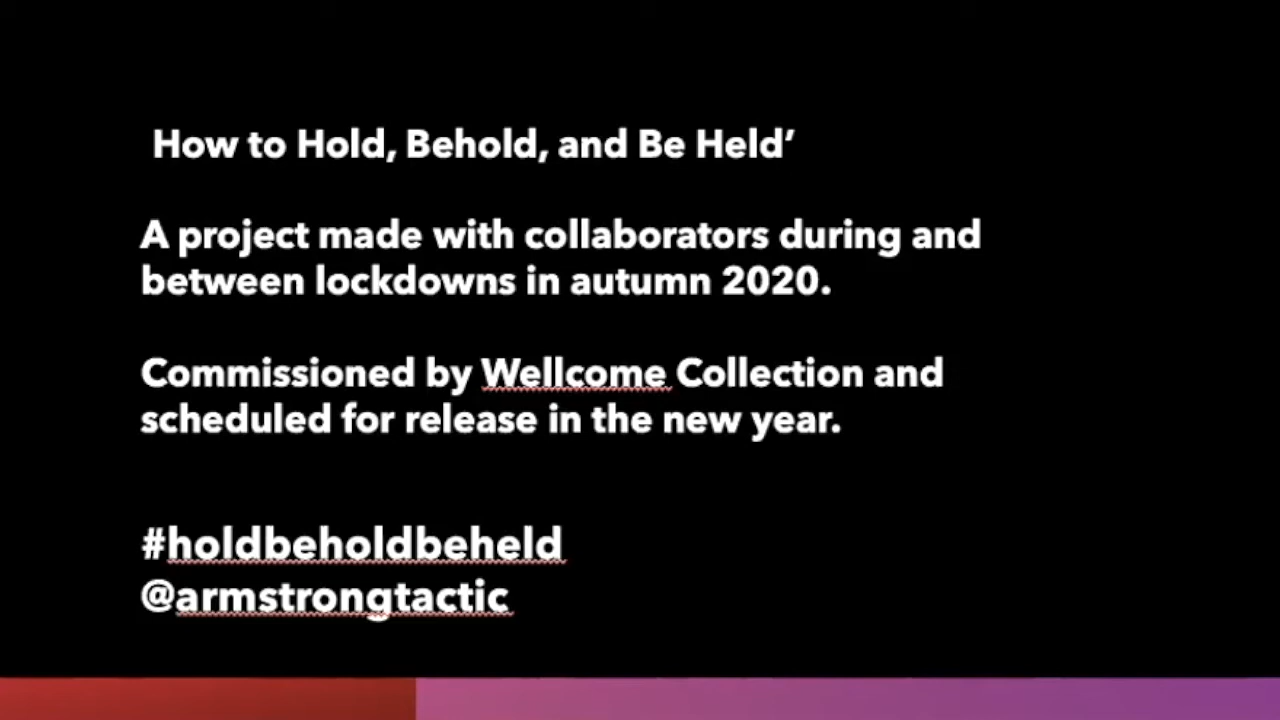 How to Hold, Behold, and Be Held’
A project made with collaborators during and
between lockdowns in autumn 2020.
Commissioned by Wellcome Collection and
scheduled for release in the new year.
#holdbeholdbeheld
@armstrongtactic